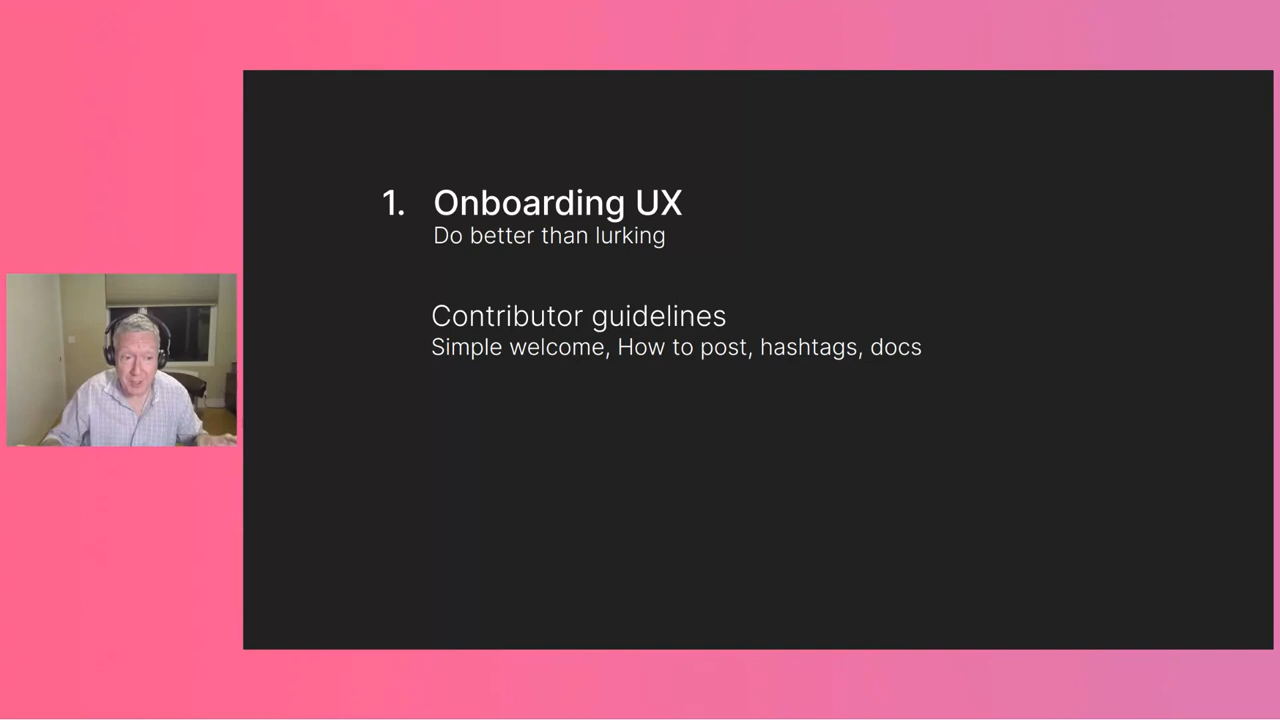 1. Onboarding UX
Do better than lurking
Contributor guidelines
Simple welcome, How to post, hashtags, docs